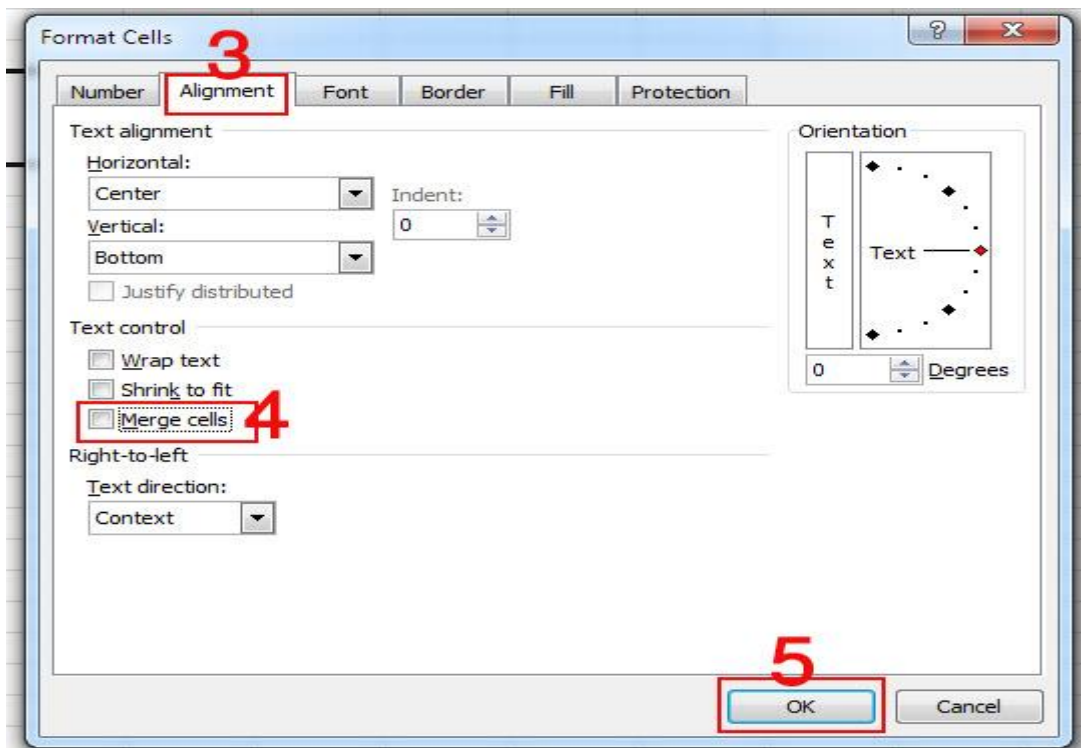 Format Cells
3
Number Alignment Font Border Fill Protection
Text alignment
Horizontal:
Center
Indent:
0
Vertical:
Bottom
Justify distributed
Text control
Wrap text
Shrink to fit
Merge cells 4
Right-to-left
Text direction:
Context
Orientation
Text
Text
0 Degrees
5
OK Cancel